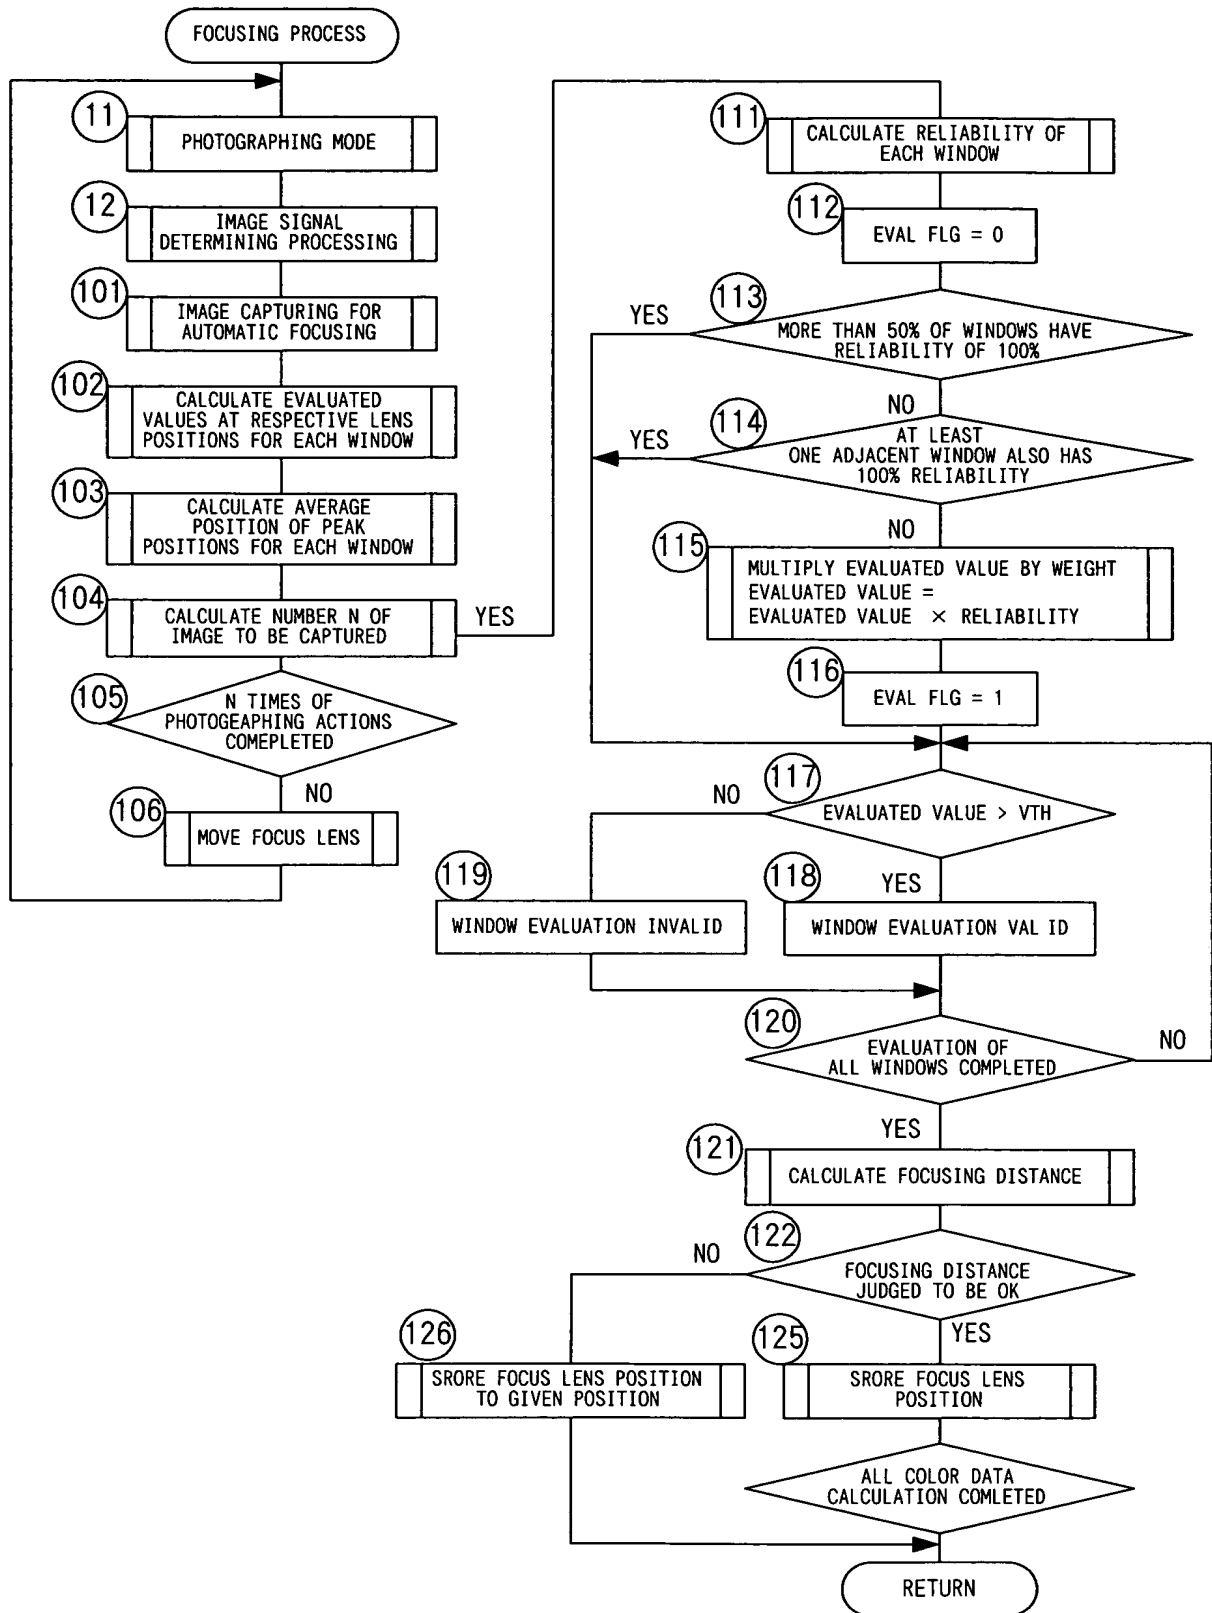 FOCUSING PROCESS
11
PHOTOGRAPHING MODE
12
IMAGE SIGNAL
DETERMINING PROCESSING
101
IMAGE CAPTURING FOR
AUTOMATIC FOCUSING
102
CALCULATE EVALUATED
VALUES AT RESPECTIVE LENS
POSITIONS FOR EACH WINDOW
103
CALCULATE AVERAGE
POSITION OF PEAK
POSITIONS FOR EACH WINDOW
104
CALCULATE NUMBER N OF
IMAGE TO BE CAPTURED
YES
105
N TIMES OF
PHOTOGEAPHING ACTIONS
COMEPLETED
NO
106
MOVE FOCUS LENS
111
CALCULATE RELIABILITY OF
EACH WINDOW
112
EVAL FLG = 0
113
YES
MORE THAN 50% OF WINDOWS HAVE
RELIABILITY OF 100%
NO
114
YES
AT LEAST
ONE ADJACENT WINDOW ALSO HAS
100% RELIABILITY
NO
115
MULTIPLY EVALUATED VALUE BY WEIGHT
EVALUATED VALUE =
EVALUATED VALUE × RELIABILITY
116
EVAL FLG = 1
117
NO
EVALUATED VALUE > VTH
YES
119
WINDOW EVALUATION INVALID
118
WINDOW EVALUATION VAL ID
120
EVALUATION OF
ALL WINDOWS COMPLETED
NO
YES
121
CALCULATE FOCUSING DISTANCE
122
NO
FOCUSING DISTANCE
JUDGED TO BE OK
YES
126
SRORE FOCUS LENS POSITION
TO GIVEN POSITION
125
SRORE FOCUS LENS
POSITION
ALL COLOR DATA
CALCULATION COMLETED
RETURN